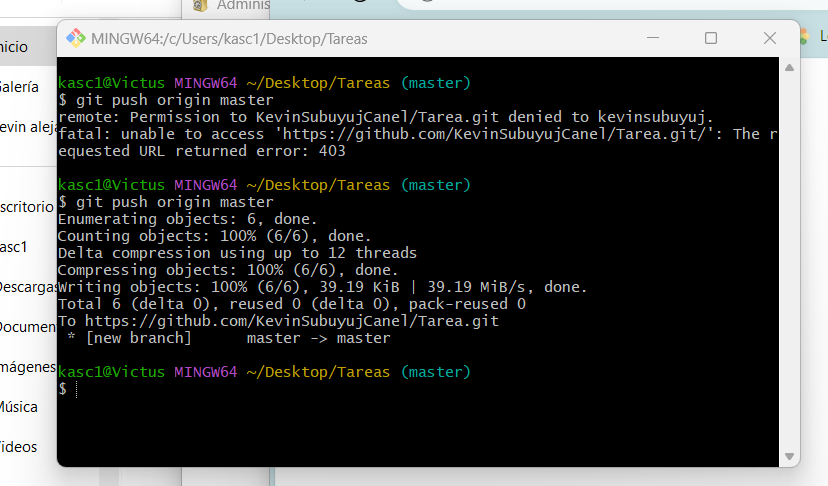 Adminis
MINGW64:/c/Users/kasc1/Desktop/Tareas
nicio
Galería
evin aleja
scritorio
asc1
Descargas
Documen
mágenes
Música
Videos
kasc1@Victus MINGW64 ~/Desktop/Tareas (master)
$ git push origin master
remote: Permission to KevinSubuyujCanel/Tarea.git denied to kevinsubuyuj.
fatal: unable to access 'https://github.com/KevinSubuyujCanel/Tarea.git/': The r
equested URL returned error: 403
kasc1@Victus MINGW64 ~/Desktop/Tareas (master)
$ git push origin master
Enumerating objects: 6, done.
Counting objects: 100% (6/6), done.
Delta compression using up to 12 threads
Compressing objects: 100% (6/6), done.
Writing objects: 100% (6/6), 39.19 KiB | 39.19 MiB/s, done.
Total 6 (delta 0), reused 0 (delta 0), pack-reused 0
To https://github.com/KevinSubuyujCanel/Tarea.git
 * [new branch]      master -> master
kasc1@Victus MINGW64 ~/Desktop/Tareas (master)
$